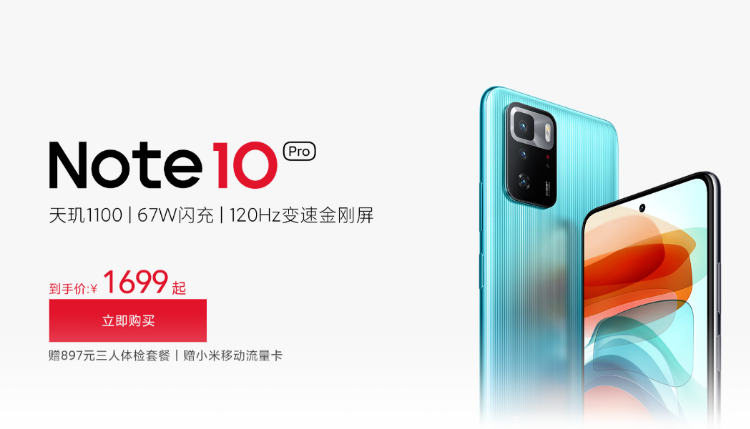 Note 10 Pro
天玑1100 | 67W闪充 | 120Hz变速金刚屏
到手价:¥ 1699 起
立即购买
赠897元三人体检套餐 | 赠小米移动流量卡